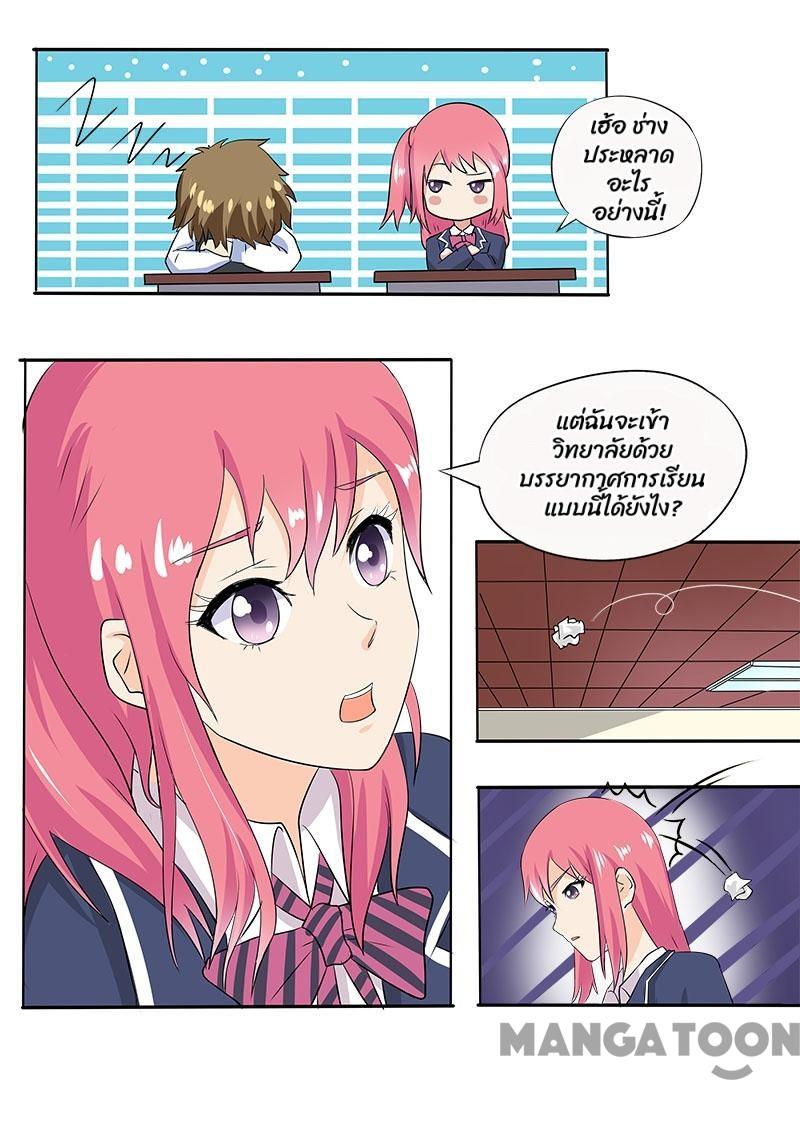 ZNNZ
เฮ้อ ช่าง
ประหลาด
อะไร
อย่างนี้!
แต่ฉันจะเข้า
วิทยาลัยด้วย
บรรยากาศการเรียน
แบบนี้ได้ยังไง?
MANGATOON